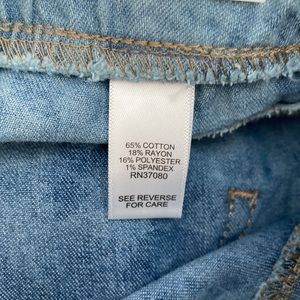 65% COTTON
18% RAYON
16% POLYESTER
1% SPANDEX
RN37080
SEE REVERSE
FOR CARE